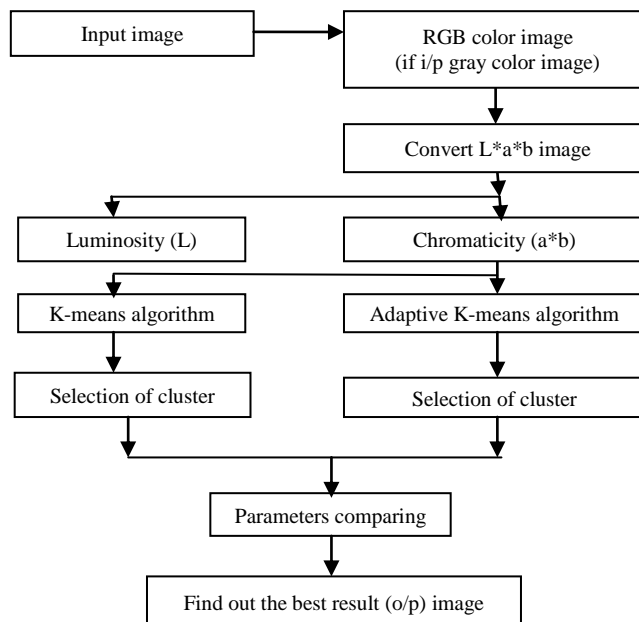 Input image
RGB color image
(if i/p gray color image)
Convert L*a*b image
Luminosity (L)
Chromaticity (a*b)
K-means algorithm
Adaptive K-means algorithm
Selection of cluster
Selection of cluster
Parameters comparing
Find out the best result (o/p) image